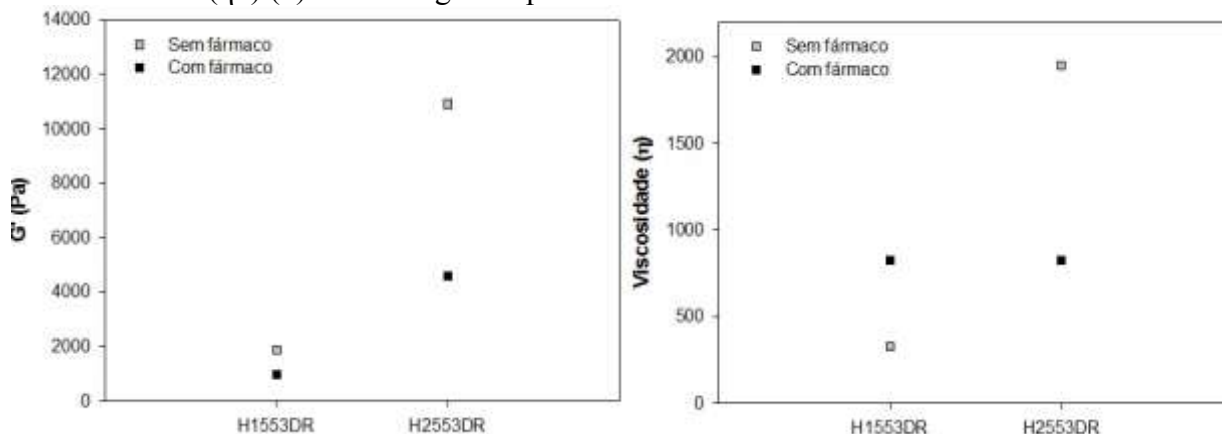 14000
12000
10000
8000
6000
4000
2000
0
G' (Pa)
Sem fármaco
Com fármaco
H1553DR H2553DR
2000
1500
1000
500
0
Viscosidade (η)
Sem fármaco
Com fármaco
H1553DR H2553DR